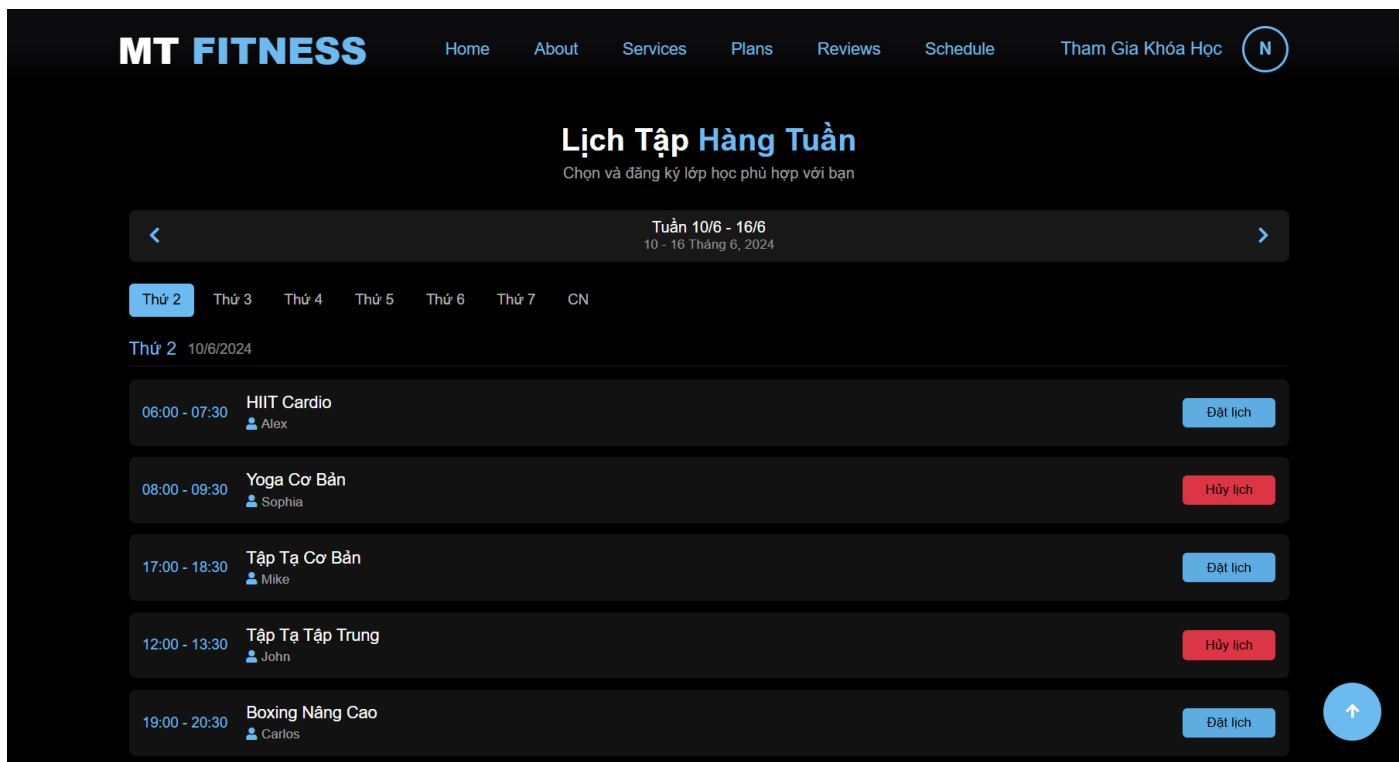 MT FITNESS
Home About Services Plans Reviews Schedule Tham Gia Khóa Học N
Lịch Tập Hàng Tuần
Chọn và đăng ký lớp học phù hợp với bạn
Tuần 10/6 - 16/6
10 - 16 Tháng 6, 2024
Thứ 2 Thứ 3 Thứ 4 Thứ 5 Thứ 6 Thứ 7 CN
Thứ 2 10/6/2024
06:00 - 07:30 HIIT Cardio Đặt lịch
Alex
08:00 - 09:30 Yoga Cơ Bản Hủy lịch
Sophia
17:00 - 18:30 Tập Tạ Cơ Bản Đặt lịch
Mike
12:00 - 13:30 Tập Tạ Tập Trung Hủy lịch
John
19:00 - 20:30 Boxing Nâng Cao Đặt lịch
Carlos